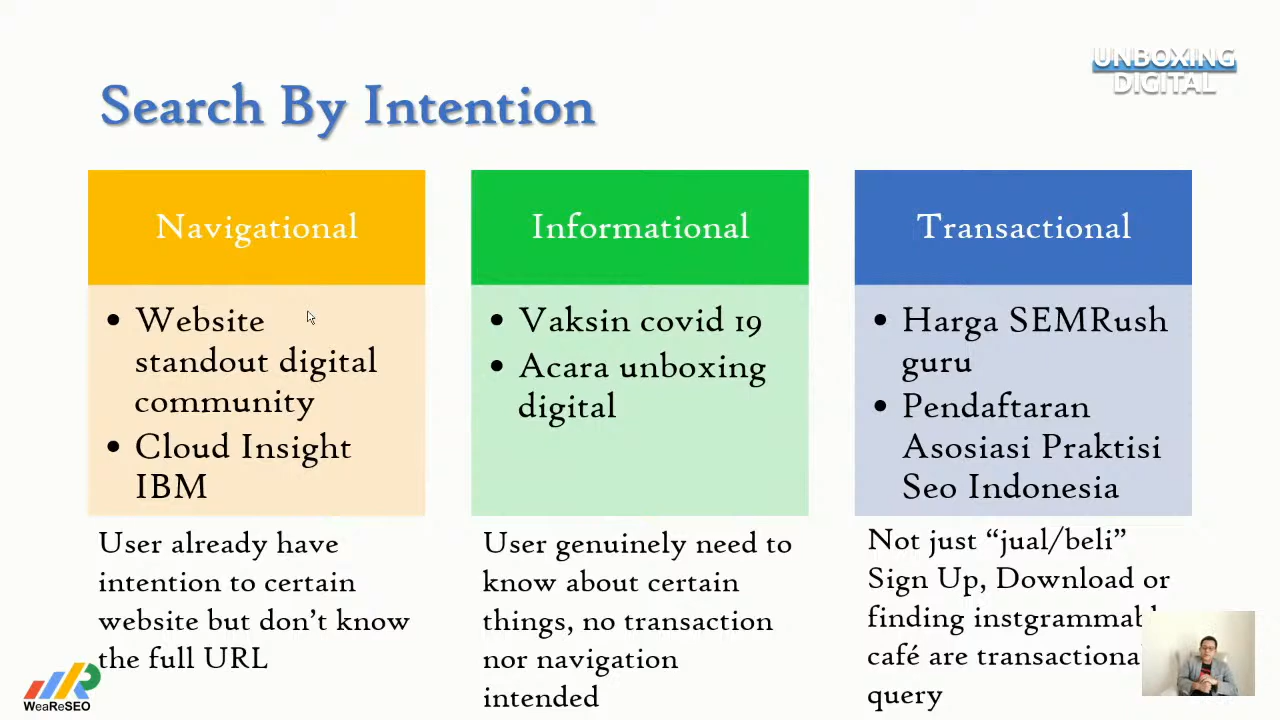 UNBOXING
DIGITAL
Search By Intention
Navigational
• Website
standout digital
community
• Cloud Insight
IBM
User already have
intention to certain
website but don't know
the full URL
Informational
• Vaksin covid 19
• Acara unboxing
digital
User genuinely need to
know about certain
things, no transaction
nor navigation
intended
Transactional
• Harga SEMRush
guru
• Pendaftaran
Asosiasi Praktisi
Seo Indonesia
Not just “jual/beli”
Sign Up, Download or
finding
café are
query
WeAreSEO